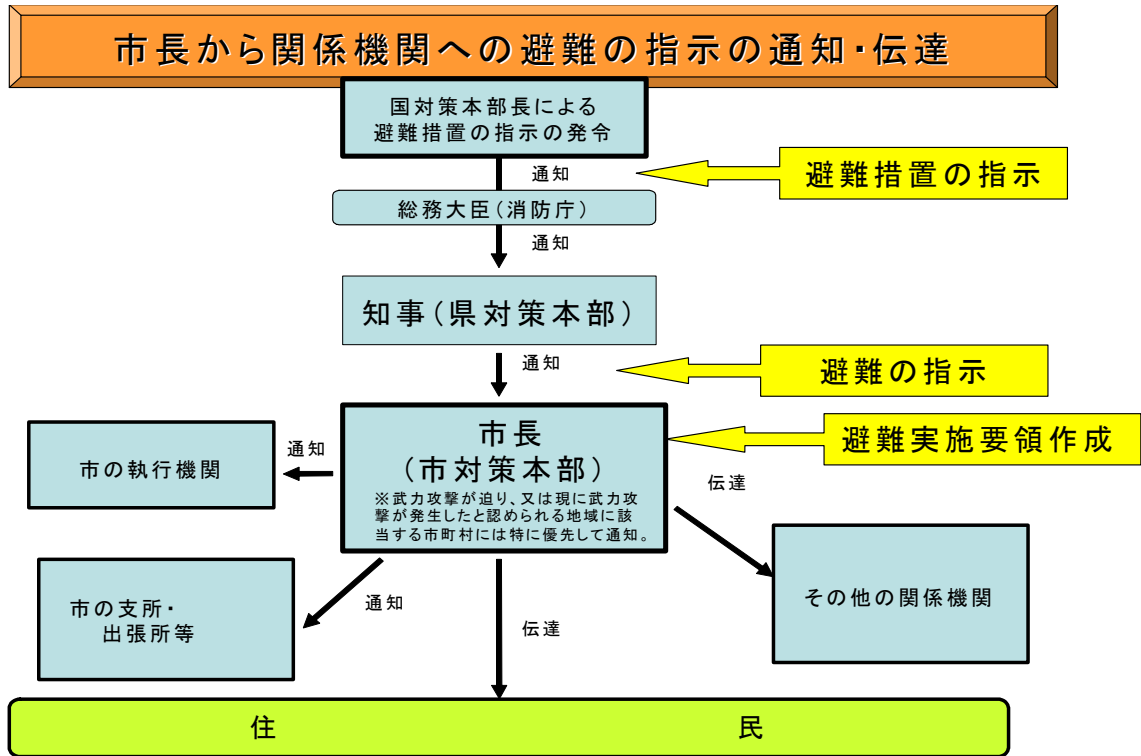 市長から関係機関への避難の指示の通知・伝達
国対策本部長による
避難措置の指示の発令
通知
避難措置の指示
総務大臣(消防庁)
通知
知事(県対策本部)
通知
避難の指示
市長
(市対策本部)
※武力攻撃が迫り、又は現に武力攻
撃が発生したと認められる地域に該
当する市町村には特に優先して通知。
避難実施要領作成
通知
市の執行機関
伝達
市の支所・
出張所等
通知
伝達
その他の関係機関
住民